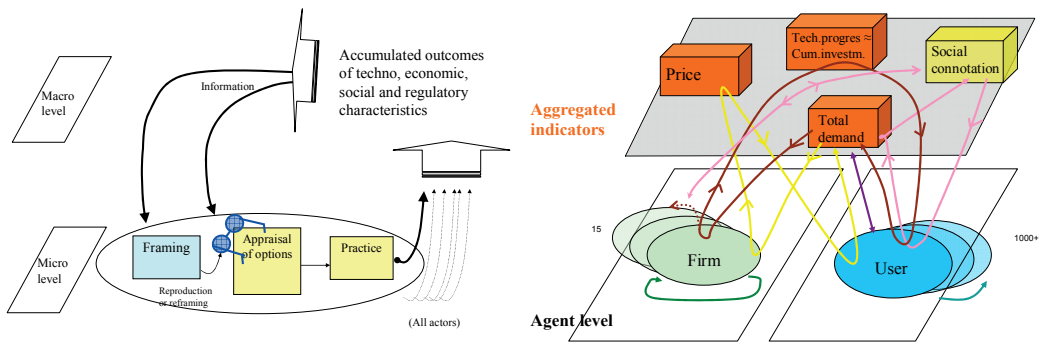 Macro
level
Information
Accumulated outcomes
of techno, economic,
social and regulatory
characteristics
Micro
level
Framing
Appraisal
of options
Practice
Reproduction
or reframing
(All actors)
Aggregated
indicators
Price
Tech.progres ≈
Cum.investm.
Social
connotation
Total
demand
15
Firm
User
1000+
Agent level